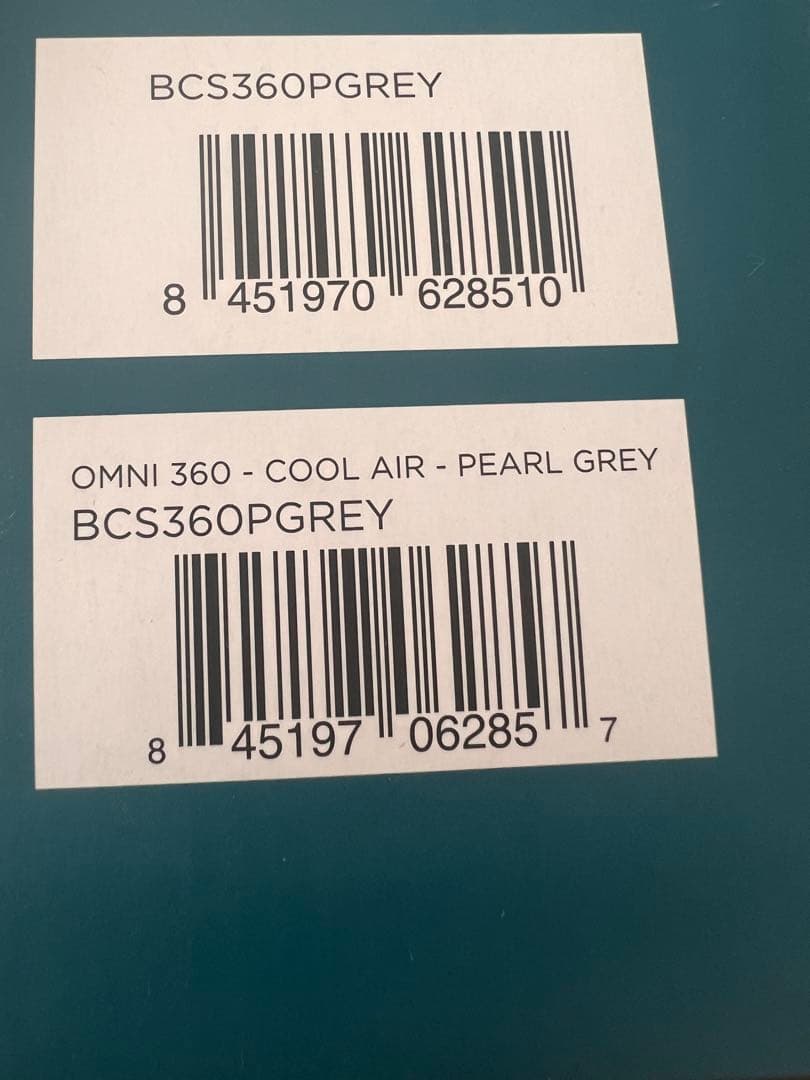 BCS360PGREY
8 451970 628510
OMNI 360 - COOL AIR - PEARL GREY
BCS360PGREY
8 45197 06285 7